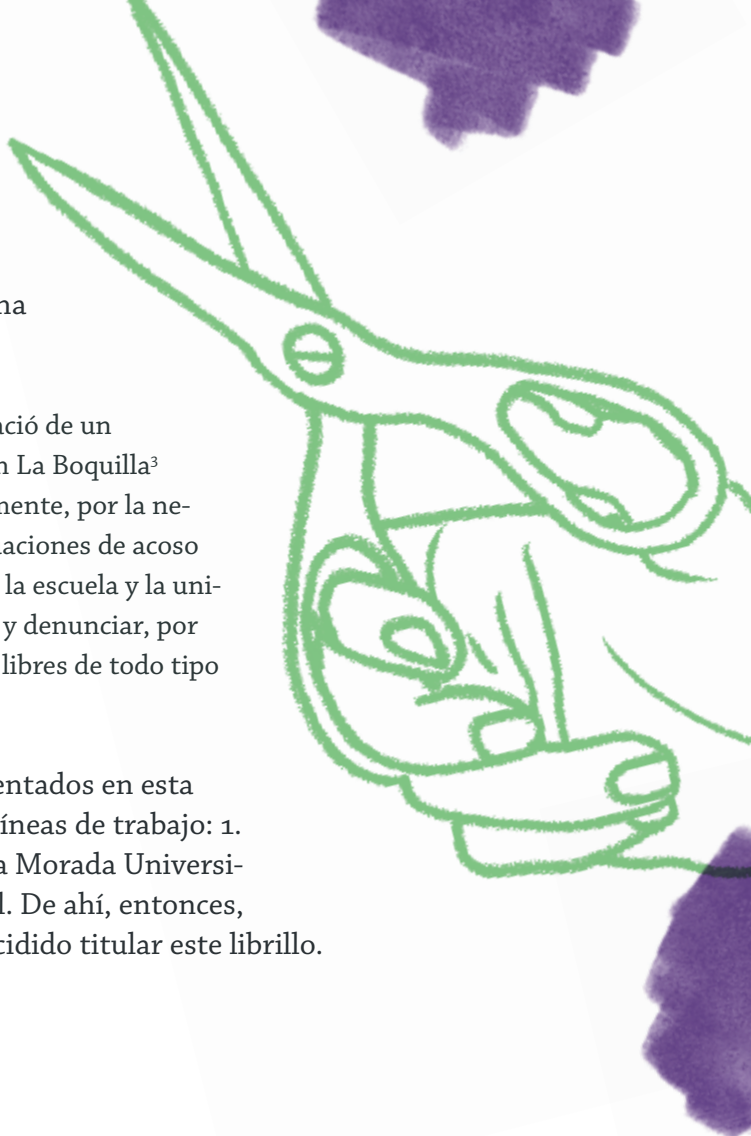 na
ació de un
n La Boquilla³
mente, por la ne-
aciones de acoso
la escuela y la uni-
y denunciar, por
libres de todo tipo
entados en esta
íneas de trabajo: 1.
a Morada Universi-
l. De ahí, entonces,
cidido titular este librillo.